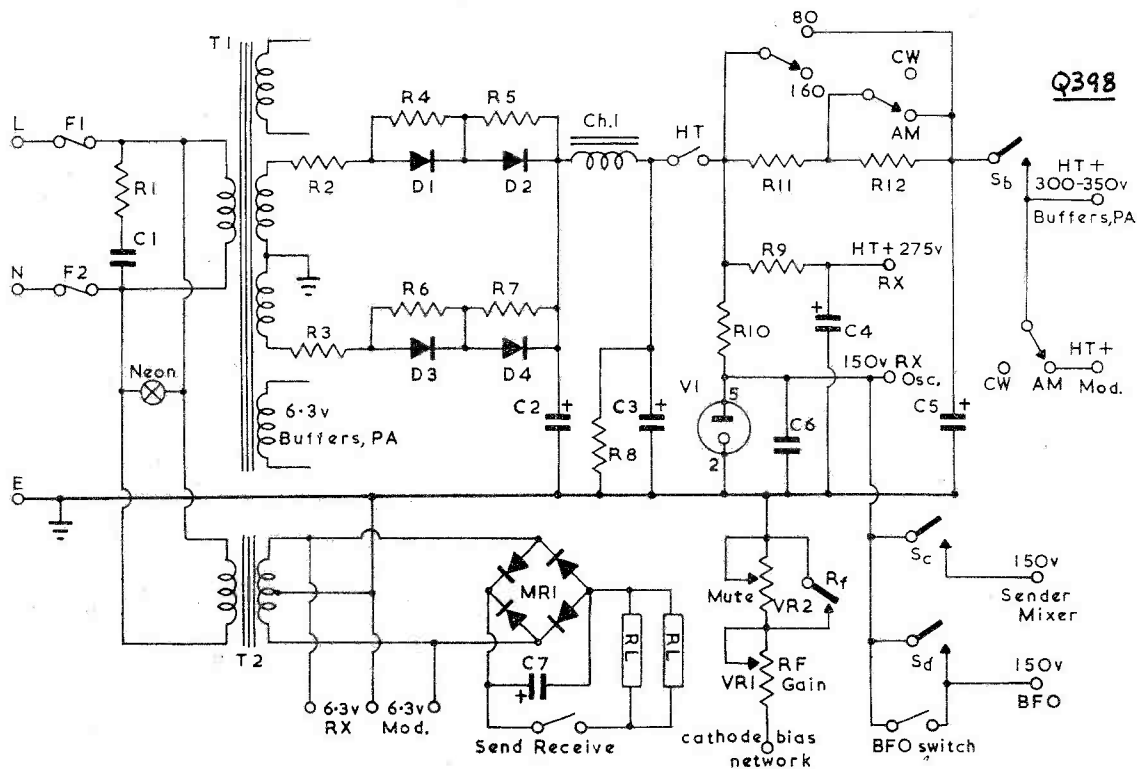 T1
80
CW
Q398
160
AM
L
F1
R4
R5
Ch.1
HT
R1
R2
D1
D2
R11
R12
Sb
HT+
300-350v
Buffers,PA
C1
N
F2
R9
HT+275v
RX
R6
R7
R3
D3
D4
R10
C4
150v RX
Osc.
HT+
Mod.
CW
AM
Neon
6·3v
Buffers, PA
C2
+
R8
C3
+
V1
5
2
C6
C5
+
+
E
T2
MR1
C7
+
RL
RL
Mute
VR2
Rf
VR1
RF
Gain
Sc
150v
Sender
Mixer
Sd
150v
BFO
6·3v
RX
6·3v
Mod.
Send Receive
cathode bias
network
BFO switch